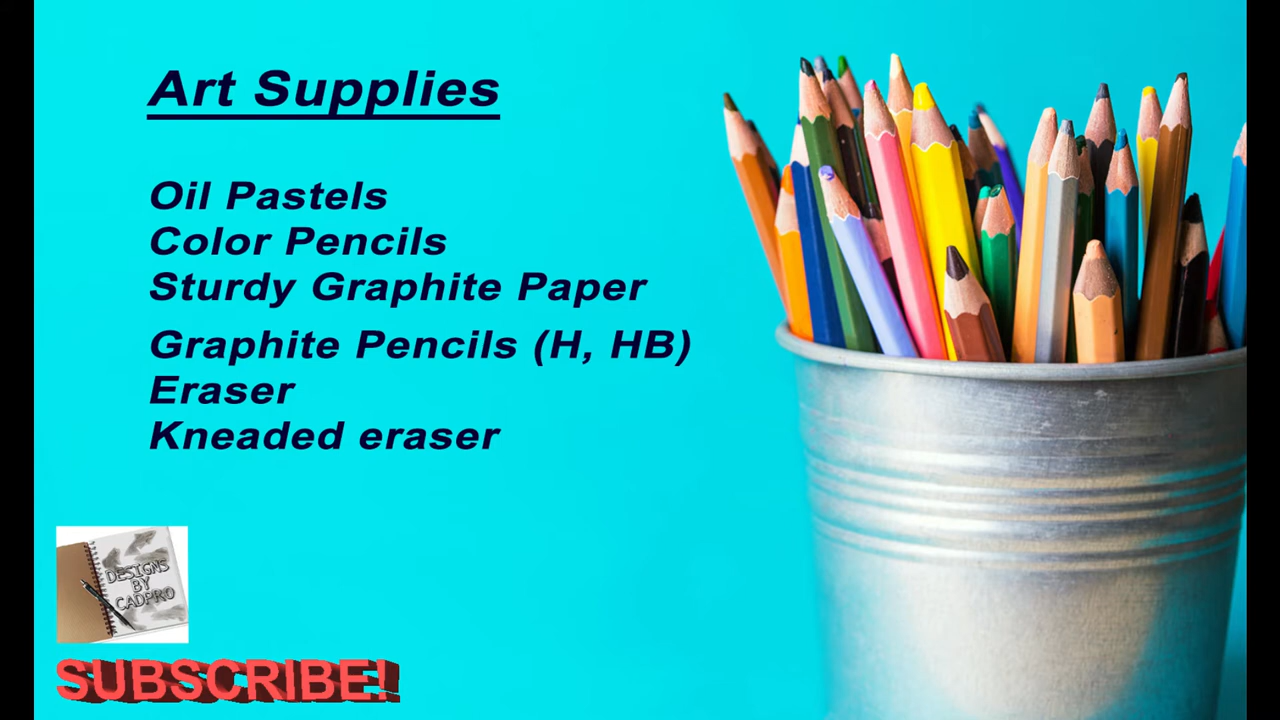 Art Supplies
Oil Pastels
Color Pencils
Sturdy Graphite Paper
Graphite Pencils (H, HB)
Eraser
Kneaded eraser
DESIGNS
BY
CADPRO
SUBSCRIBE!